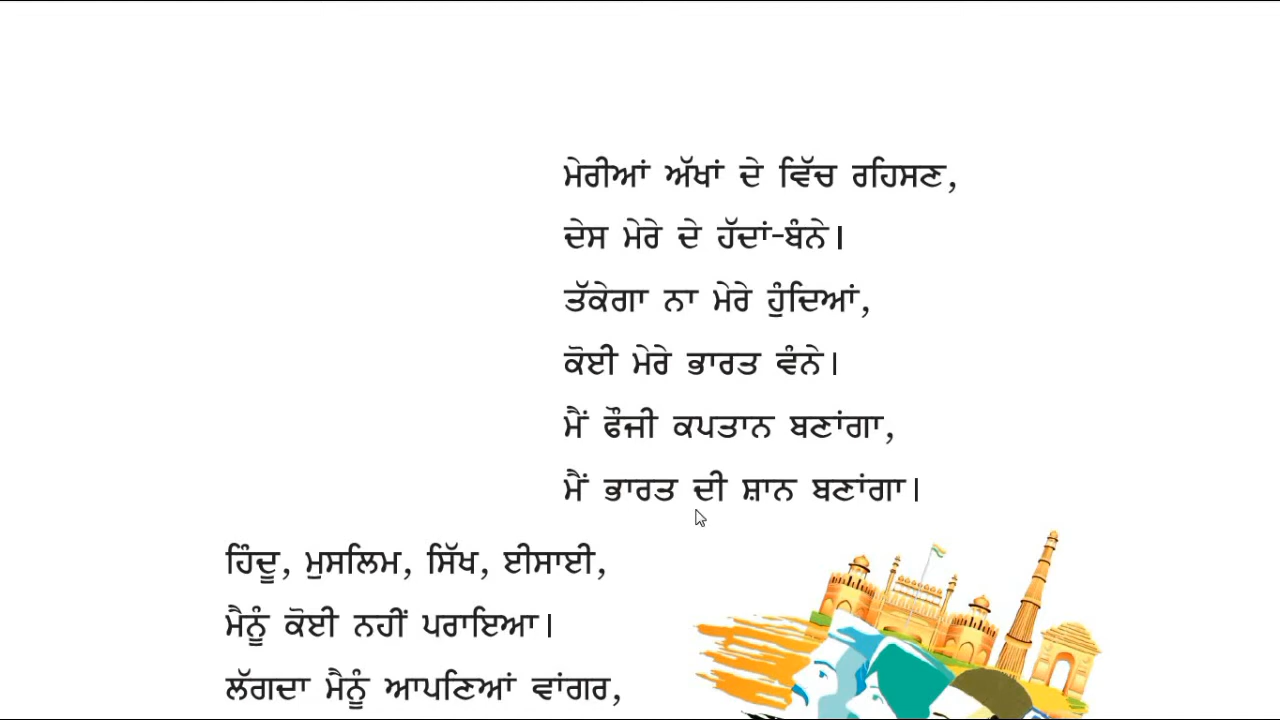 ਮੇਰੀਆਂ ਅੱਖਾਂ ਦੇ ਵਿੱਚ ਰਹਿਸਣ,
ਦੇਸ ਮੇਰੇ ਦੇ ਹੱਦਾਂ-ਬੰਨੇ।
ਤੱਕੇਗਾ ਨਾ ਮੇਰੇ ਹੁੰਦਿਆਂ,
ਕੋਈ ਮੇਰੇ ਭਾਰਤ ਵੰਨੇ।
ਮੈਂ ਫੌਜੀ ਕਪਤਾਨ ਬਣਾਂਗਾ,
ਮੈਂ ਭਾਰਤ ਦੀ ਸ਼ਾਨ ਬਣਾਂਗਾ।
ਹਿੰਦੂ, ਮੁਸਲਿਮ, ਸਿੱਖ, ਈਸਾਈ,
ਮੈਨੂੰ ਕੋਈ ਨਹੀਂ ਪਰਾਇਆ।
ਲੱਗਦਾ ਮੈਨੂੰ ਆਪਣਿਆਂ ਵਾਂਗਰ,